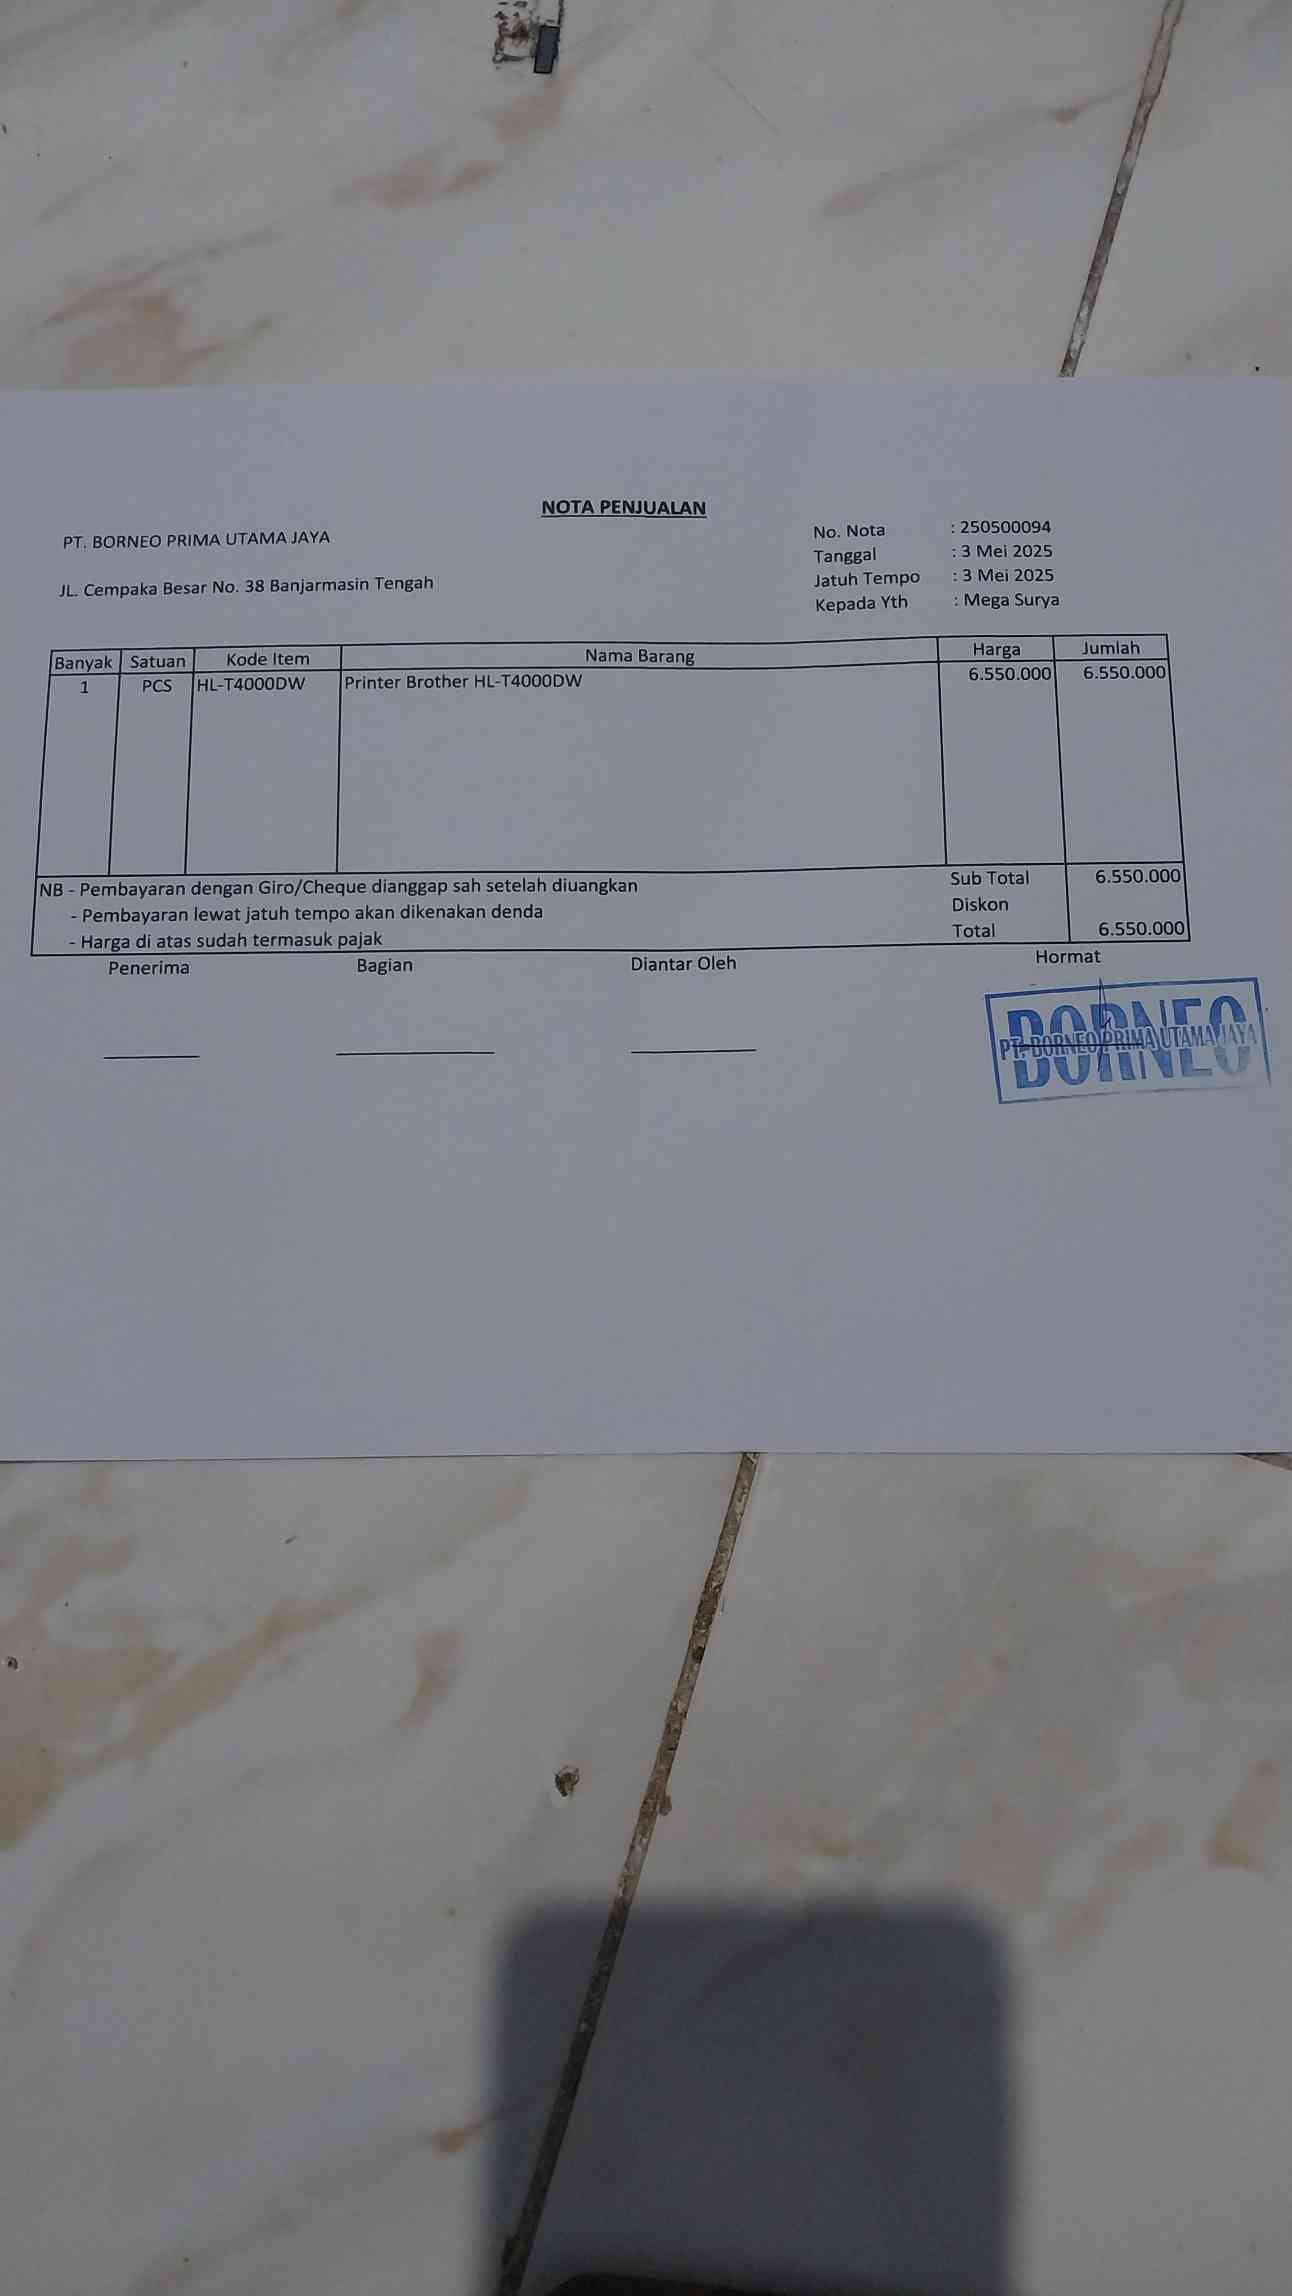 NOTA PENJUALAN
PT. BORNEO PRIMA UTAMA JAYA
JL. Cempaka Besar No. 38 Banjarmasin Tengah
No. Nota : 250500094
Tanggal : 3 Mei 2025
Jatuh Tempo : 3 Mei 2025
Kepada Yth : Mega Surya
Banyak Satuan Kode Item Nama Barang Harga Jumlah
1 PCS HL-T4000DW Printer Brother HL-T4000DW 6.550.000 6.550.000
NB - Pembayaran dengan Giro/Cheque dianggap sah setelah diuangkan
- Pembayaran lewat jatuh tempo akan dikenakan denda
- Harga di atas sudah termasuk pajak
Sub Total 6.550.000
Diskon
Total 6.550.000
Penerima Bagian Diantar Oleh Hormat
BORNEO
PT. BORNEO PRIMA UTAMA JAYA